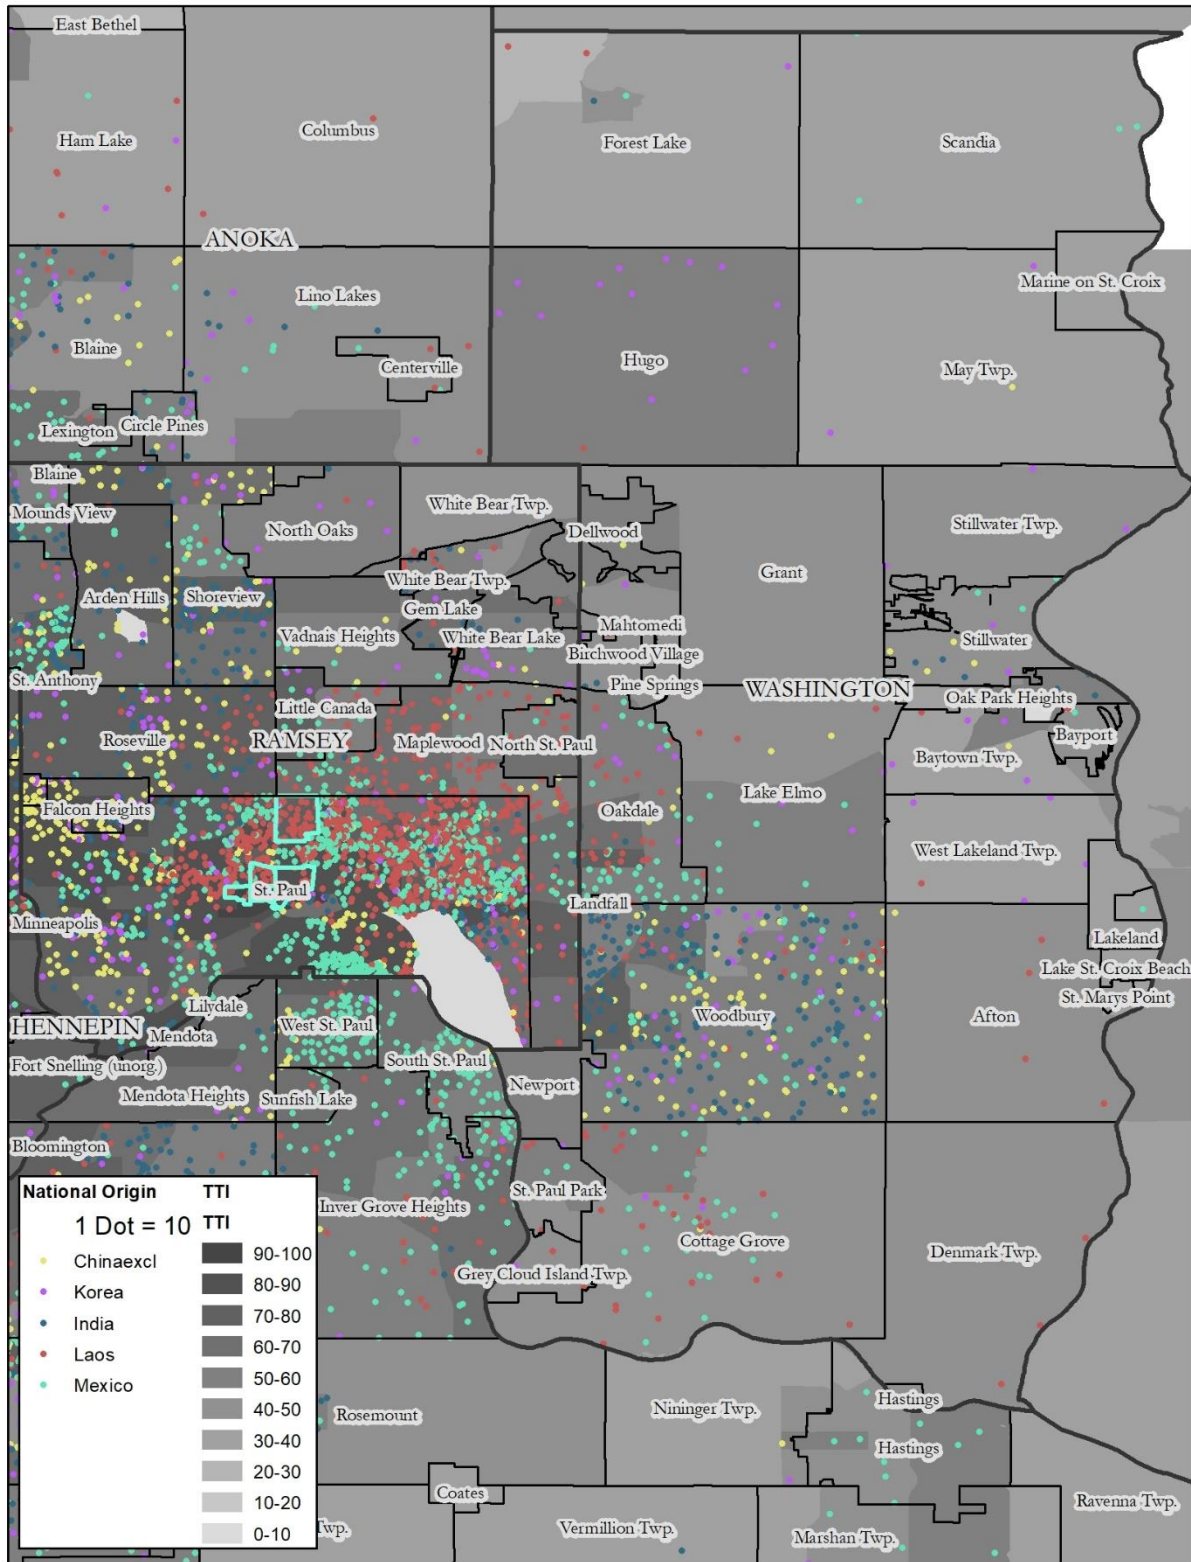 East Bethel
Ham Lake
Columbus
Forest Lake
Scandia
ANOKA
Marine on St. Croix
Lino Lakes
Blaine
Centerville
Hugo
May Twp.
Lexington
Circle Pines
Blaine
Mounds View
White Bear Twp.
North Oaks
Dellwood
Stillwater Twp.
Grant
White Bear Twp.
Arden Hills
Shoreview
Gem Lake
Mahtomedi
Vadnais Heights
White Bear Lake
Stillwater
Birchwood Village
St. Anthony
Pine Springs
WASHINGTON
Oak Park Heights
Little Canada
Roseville
RAMSEY
Maplewood
North St. Paul
Bayport
Baytown Twp.
Falcon Heights
Oakdale
Lake Elmo
West Lakeland Twp.
St. Paul
Landfall
Minneapolis
Lakeland
Lake St. Croix Beach
St. Marys Point
Lilydale
Woodbury
Afton
HENNEPIN
Mendota
West St. Paul
Fort Snelling (unorg.)
South St. Paul
Newport
Mendota Heights
Sunfish Lake
Bloomington
St. Paul Park
Inver Grove Heights
Cottage Grove
Denmark Twp.
Grey Cloud Island Twp.
National Origin
TTI
1 Dot = 10
TTI
Chinaexcl
Korea
India
Laos
Mexico
90-100
80-90
70-80
60-70
50-60
40-50
30-40
20-30
10-20
0-10
Rosemount
Nininger Twp.
Hastings
Hastings
Coates
Twp.
Vermillion Twp.
Marshan Twp.
Ravenna Twp.